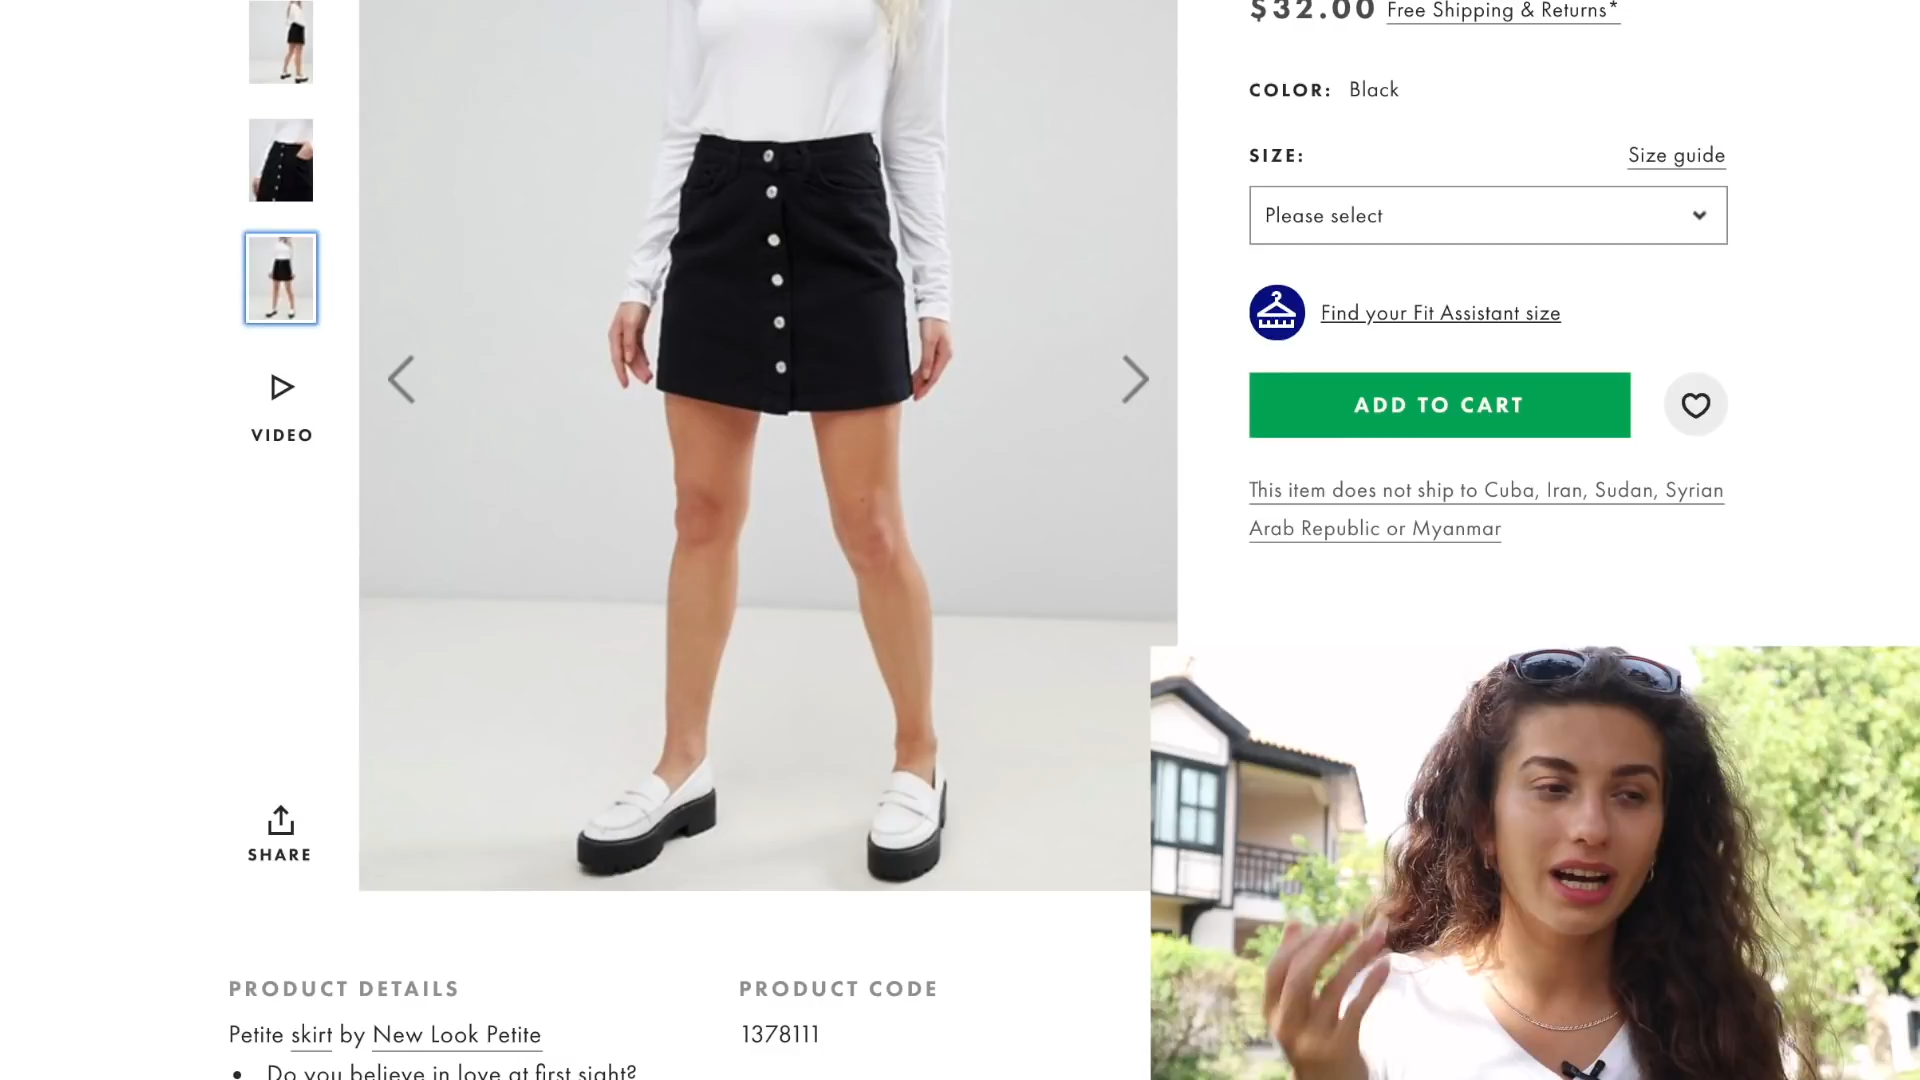 $32.00 Free Shipping & Returns*
COLOR: Black
SIZE: Size guide
Please select
Find your Fit Assistant size
ADD TO CART
This item does not ship to Cuba, Iran, Sudan, Syrian
Arab Republic or Myanmar
VIDEO
SHARE
PRODUCT DETAILS
Petite skirt by New Look Petite
• Do you believe in love at first sight?
PRODUCT CODE
1378111